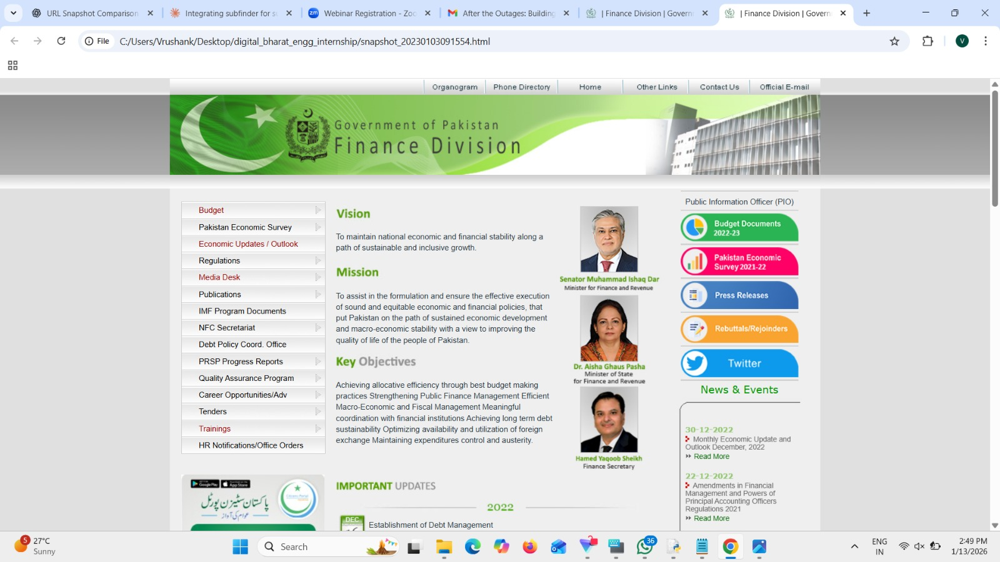 URL Snapshot Comparison
Integrating subfinder for su
Webinar Registration - Zoo
After the Outages: Building
| Finance Division | Governm
| Finance Division | Governm
File
C:/Users/Vrushank/Desktop/digital_bharat_engg_internship/snapshot_20230103091554.html
V
Organogram
Phone Directory
Home
Other Links
Contact Us
Official E-mail
Government of Pakistan
Finance Division
Budget
Pakistan Economic Survey
Economic Updates / Outlook
Regulations
Media Desk
Publications
IMF Program Documents
NFC Secretariat
Debt Policy Coord. Office
PRSP Progress Reports
Quality Assurance Program
Career Opportunities/Adv
Tenders
Trainings
HR Notifications/Office Orders
Google Play
App Store
پاکستان سٹیزن پورٹل
عوام کی آواز
Vision
To maintain national economic and financial stability along a
path of sustainable and inclusive growth.
Mission
To assist in the formulation and ensure the effective execution
of sound and equitable economic and financial policies, that
put Pakistan on the path of sustained economic development
and macro-economic stability with a view to improving the
quality of life of the people of Pakistan.
Key Objectives
Achieving allocative efficiency through best budget making
practices Strengthening Public Finance Management Efficient
Macro-Economic and Fiscal Management Meaningful
coordination with financial institutions Achieving long term debt
sustainability Optimizing availability and utilization of foreign
exchange Maintaining expenditures control and austerity.
IMPORTANT UPDATES
2022
DEC
Establishment of Debt Management
Senator Muhammad Ishaq Dar
Minister for Finance and Revenue
Dr. Aisha Ghaus Pasha
Minister of State
for Finance and Revenue
Hamed Yaqoob Sheikh
Finance Secretary
Public Information Officer (PIO)
Budget Documents
2022-23
Pakistan Economic
Survey 2021-22
Press Releases
Rebuttals/Rejoinders
Twitter
News & Events
30-12-2022
Monthly Economic Update and
Outlook December, 2022
Read More
22-12-2022
Amendments in Financial
Management and Powers of
Principal Accounting Officers
Regulations 2021
Read More
5
27°C
Sunny
Search
36
ENG
IN
2:49 PM
1/13/2026